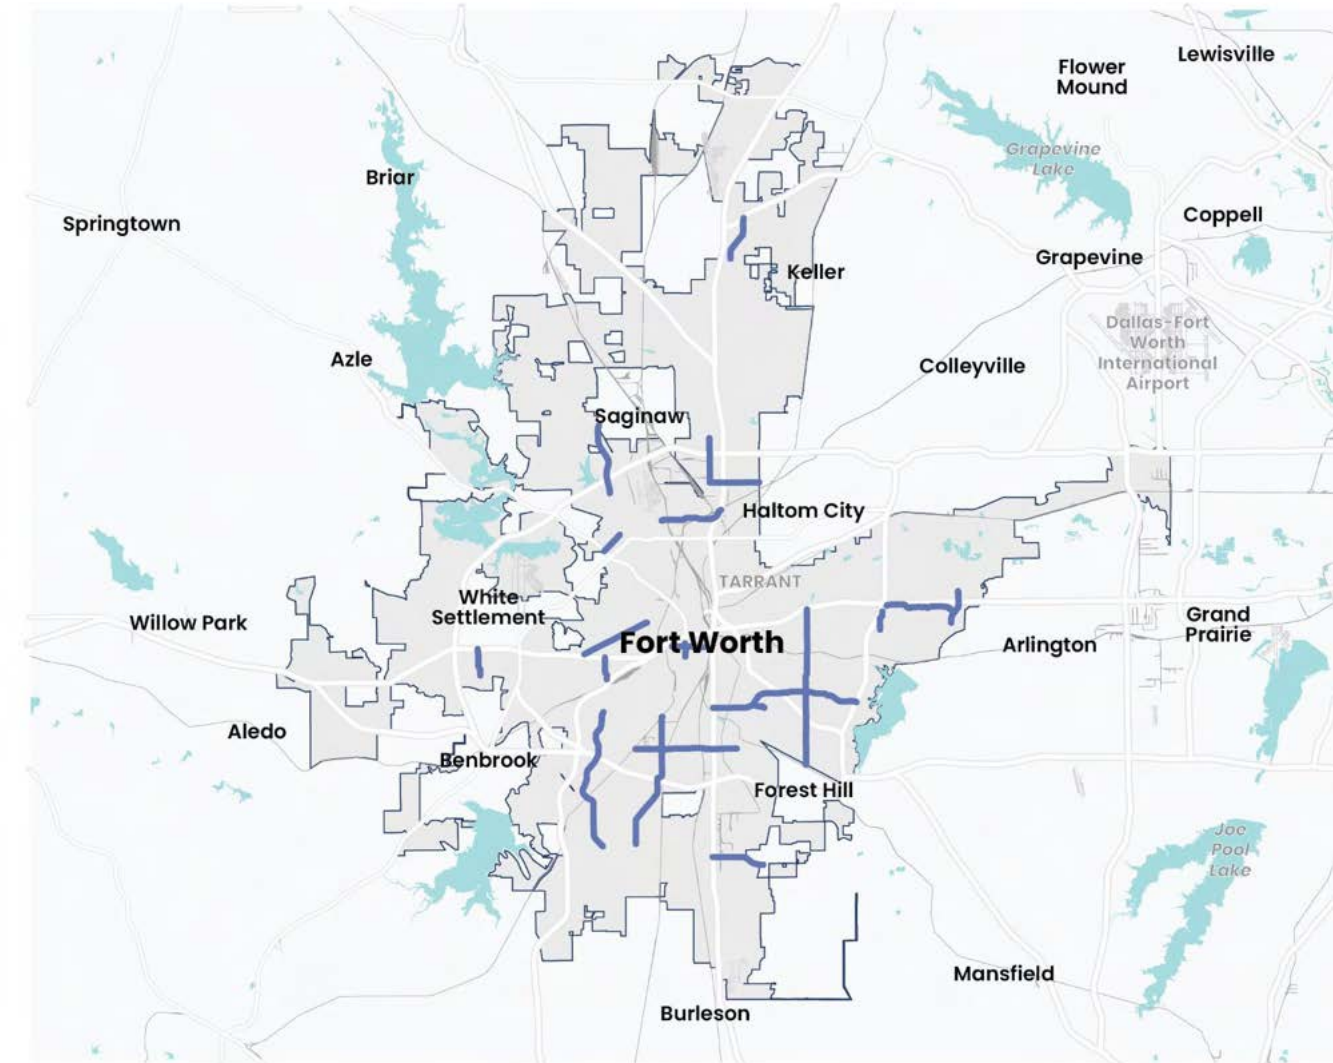 Lewisville
Flower
Mound
Grapevine
Lake
Briar
Springtown
Coppell
Grapevine
Keller
Dallas-Fort
Worth
International
Airport
Azle
Colleyville
Saginaw
Haltom City
TARRANT
White
Settlement
Willow Park
Fort Worth
Arlington
Grand
Prairie
Aledo
Benbrook
Forest Hill
Joe
Pool
Lake
Mansfield
Burleson